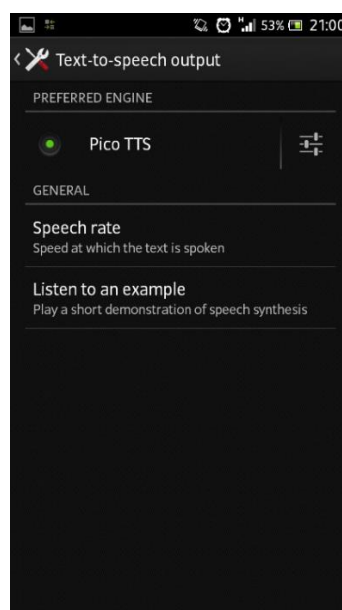 53% 21:00
Text-to-speech output
PREFERRED ENGINE
Pico TTS
GENERAL
Speech rate
Speed at which the text is spoken
Listen to an example
Play a short demonstration of speech synthesis